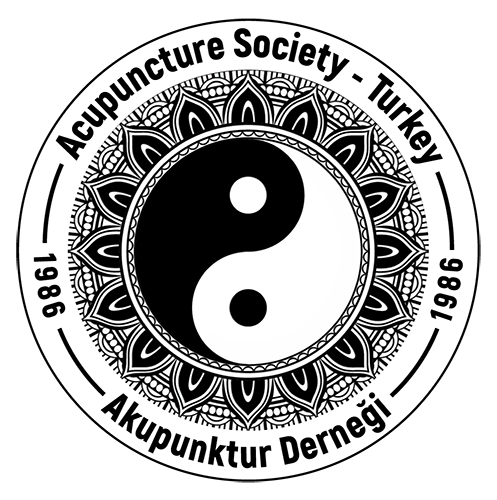 Acupuncture Society - Turkey
1986
1986
Akupunktur Derneği